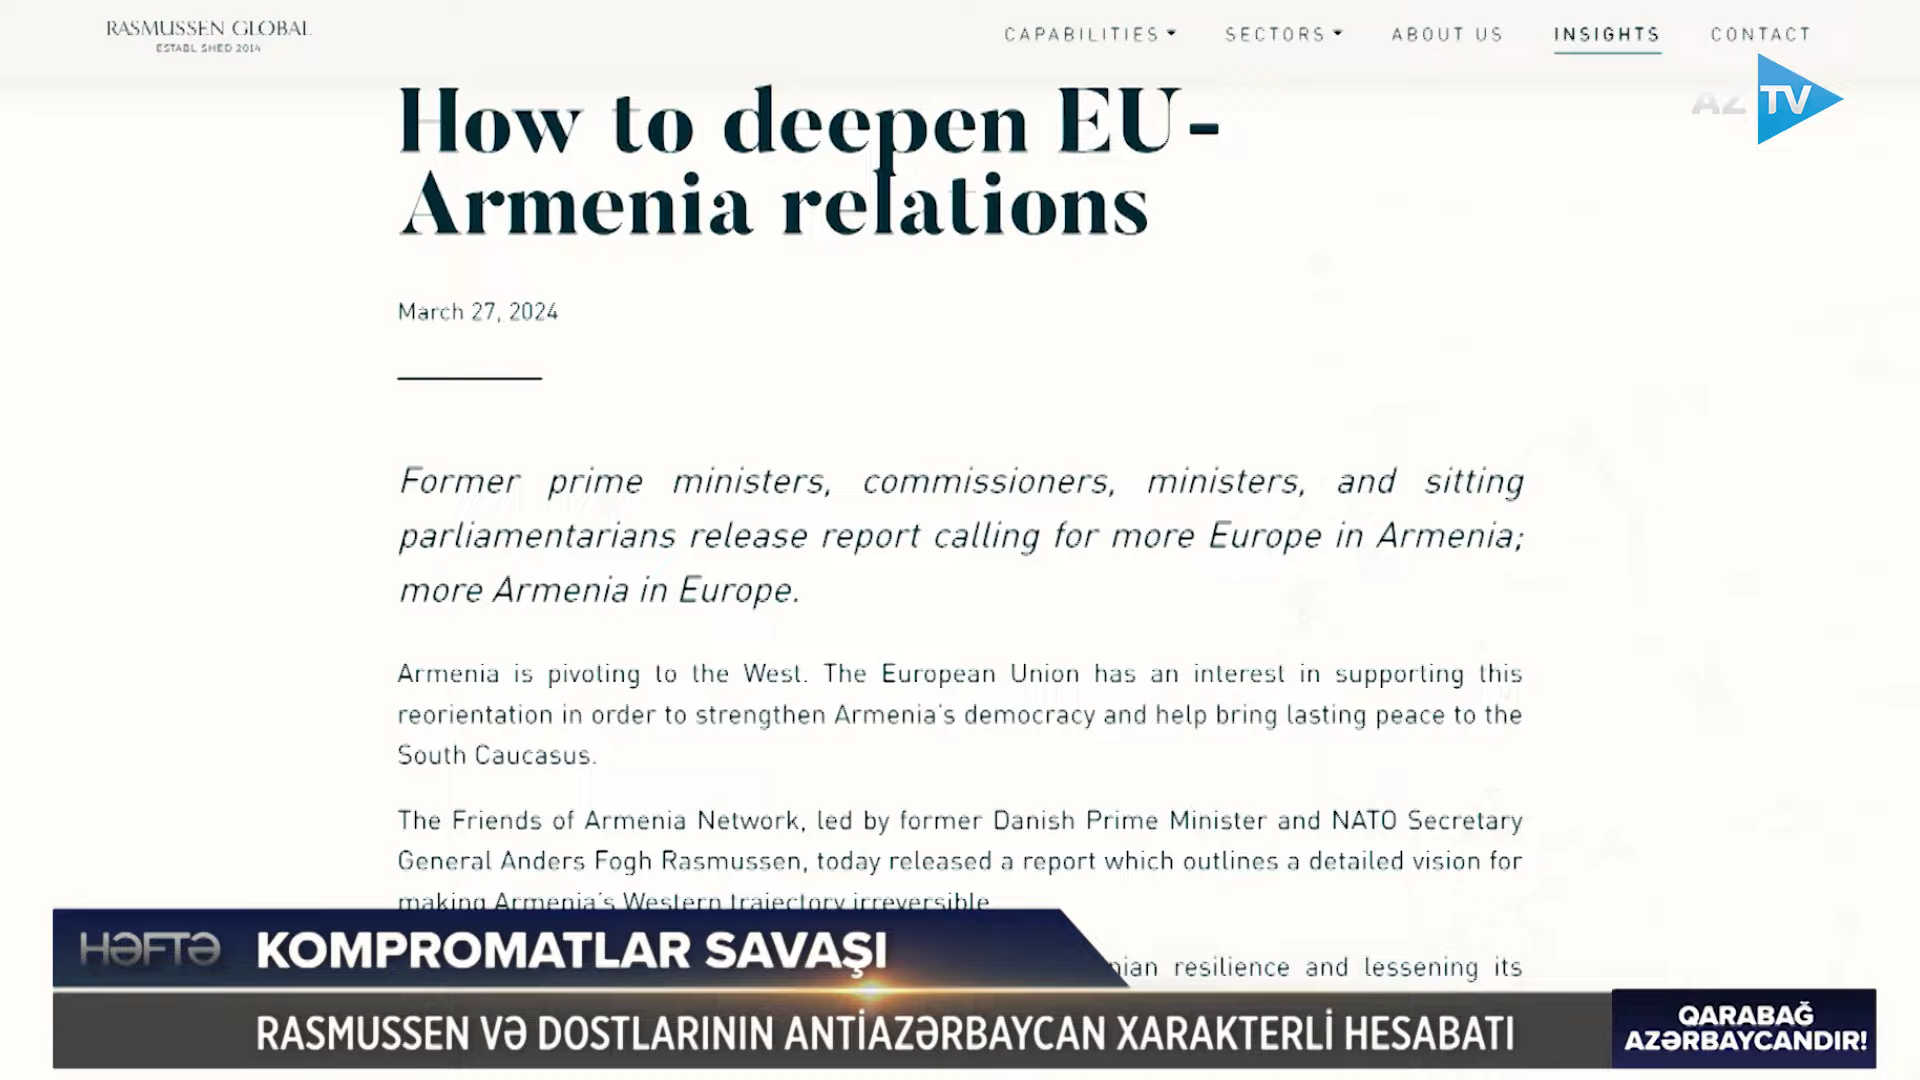 RASMUSSEN GLOBAL
ESTABL SHED 2014
CAPABILITIES SECTORS ABOUT US INSIGHTS CONTACT
AZ TV
How to deepen EU-
Armenia relations
March 27, 2024
Former prime ministers, commissioners, ministers, and sitting
parliamentarians release report calling for more Europe in Armenia;
more Armenia in Europe.
Armenia is pivoting to the West. The European Union has an interest in supporting this
reorientation in order to strengthen Armenia's democracy and help bring lasting peace to the
South Caucasus.
The Friends of Armenia Network, led by former Danish Prime Minister and NATO Secretary
General Anders Fogh Rasmussen, today released a report which outlines a detailed vision for
making Armenia's Western trajectory irreversible
resilience and lessening its
HƏFTƏ KOMPROMATLAR SAVAŞI
RASMUSSEN VƏ DOSTLARININ ANTİAZƏRBAYCAN XARAKTERLİ HESABATI
QARABAĞ
AZƏRBAYCANDIR!